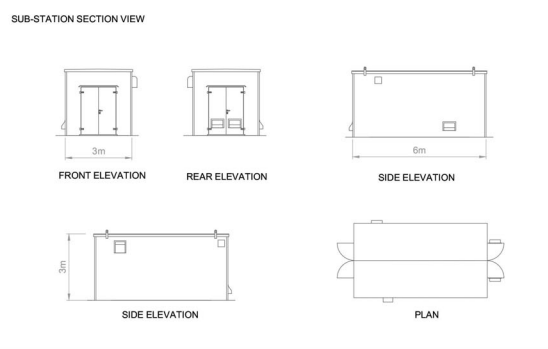 SUB-STATION SECTION VIEW
3m
6m
FRONT ELEVATION
REAR ELEVATION
SIDE ELEVATION
3m
SIDE ELEVATION
PLAN